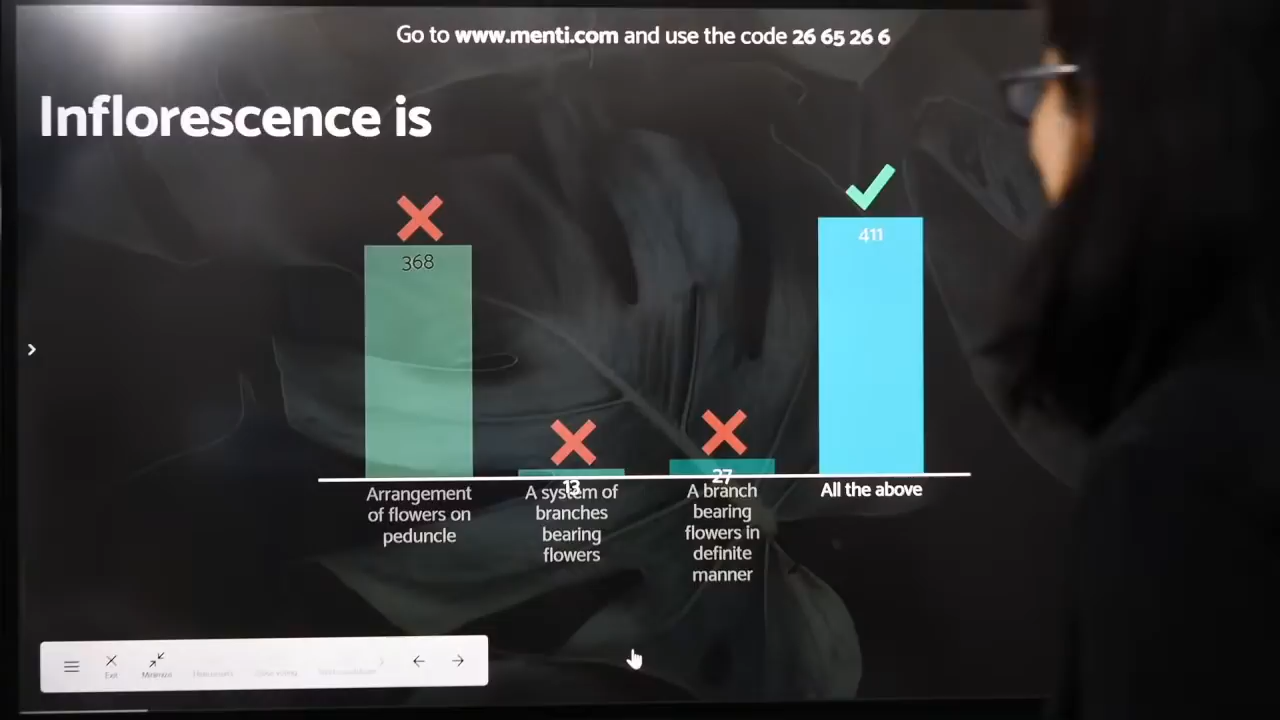 Go to www.menti.com and use the code 26 65 26 6
Inflorescence is
368
13
27
411
Arrangement
of flowers on
peduncle
A system of
branches
bearing
flowers
A branch
bearing
flowers in
definite
manner
All the above
Exit
Minimize